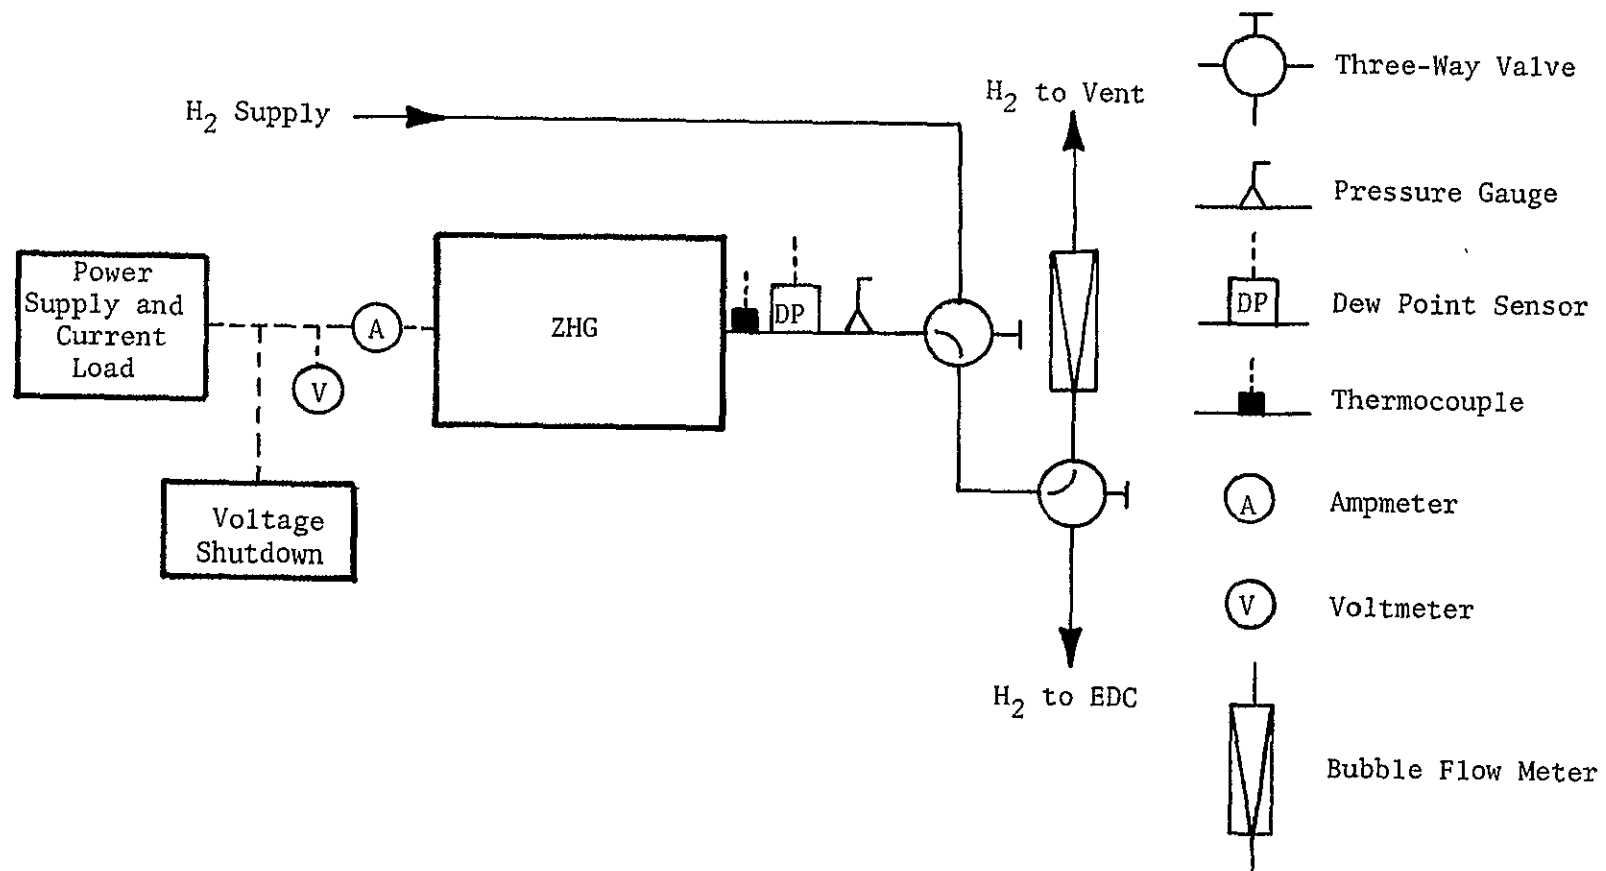 H2 Supply
H2 to Vent
Power
Supply and
Current
Load
A
V
Voltage
Shutdown
ZHG
DP
H2 to EDC
Three-Way Valve
Pressure Gauge
DP
Dew Point Sensor
Thermocouple
A
Ampmeter
V
Voltmeter
Bubble Flow Meter